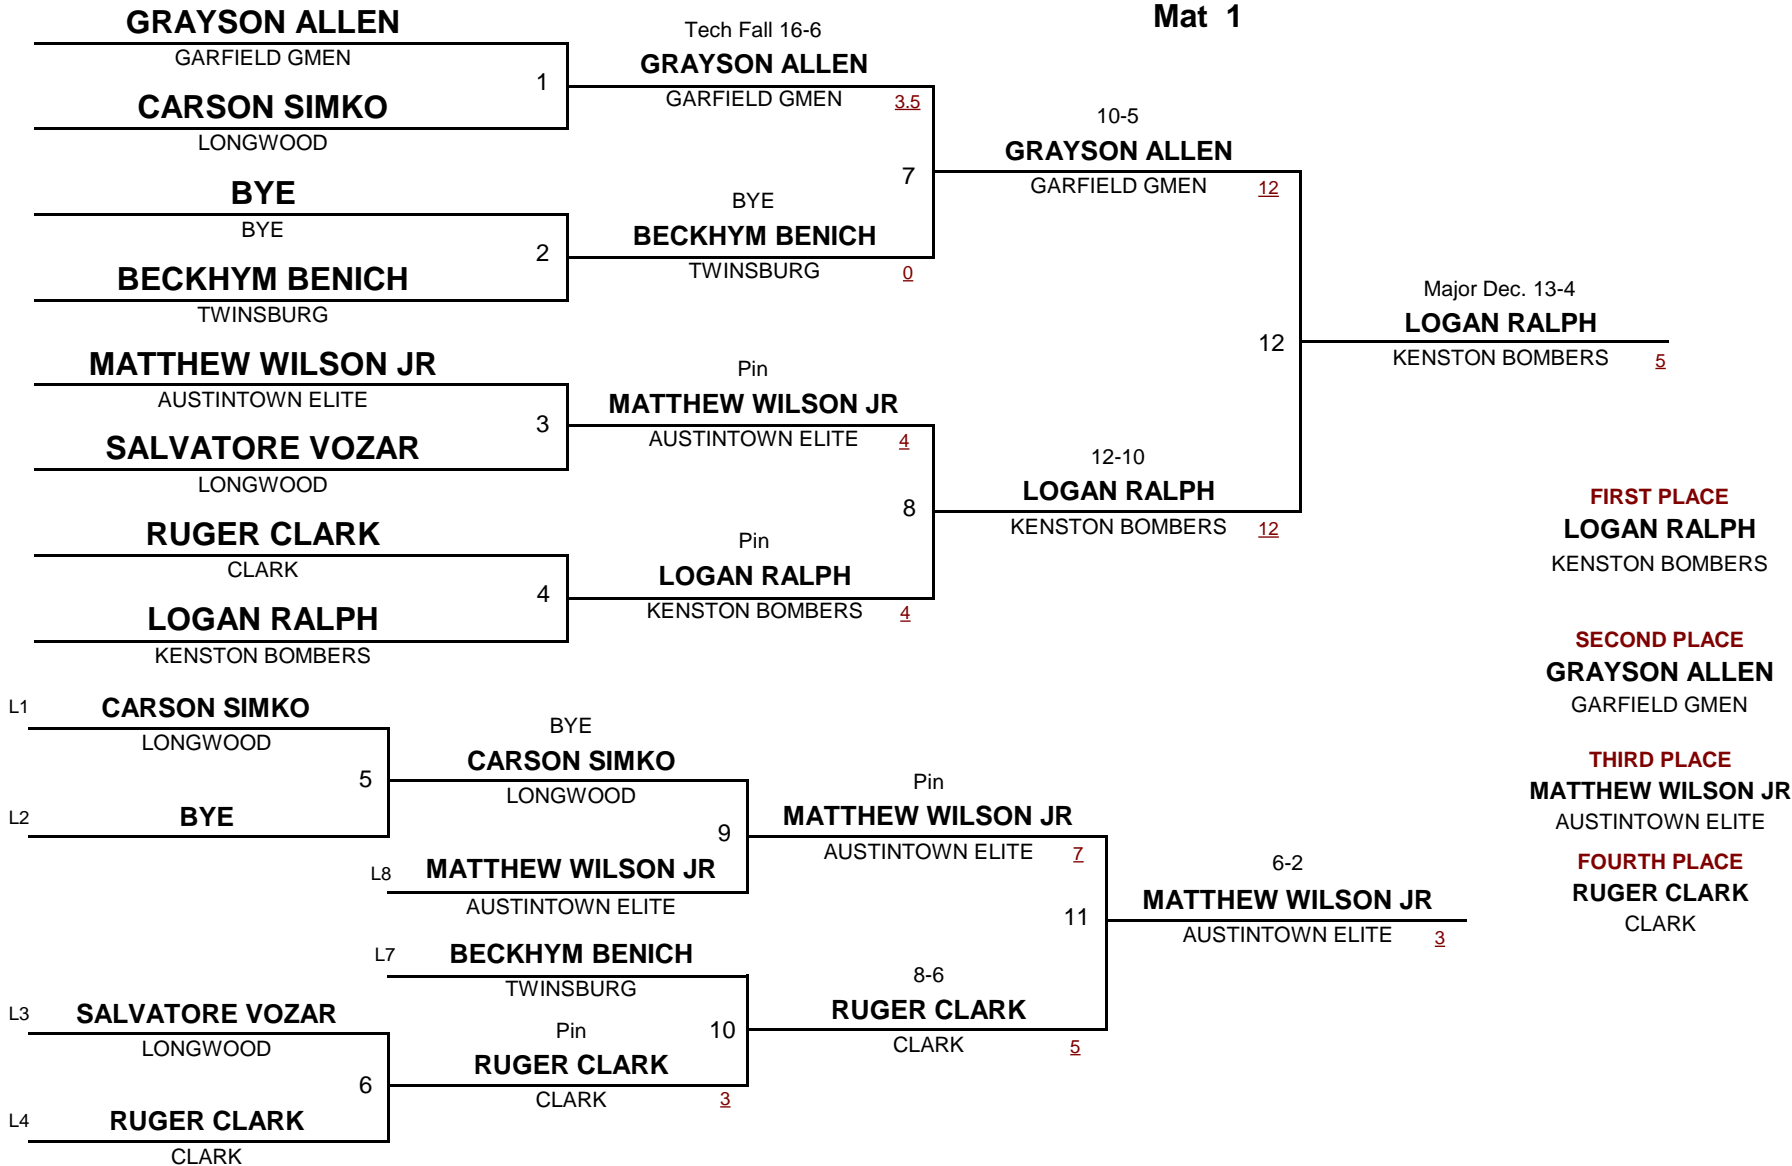 Mat 1
GRAYSON ALLEN
GARFIELD GMEN
1
CARSON SIMKO
LONGWOOD
BYE
BYE
2
BECKHYM BENICH
TWINSBURG
MATTHEW WILSON JR
AUSTINTOWN ELITE
3
SALVATORE VOZAR
LONGWOOD
RUGER CLARK
CLARK
4
LOGAN RALPH
KENSTON BOMBERS
Tech Fall 16-6
GRAYSON ALLEN
GARFIELD GMEN 3.5
7
BYE
BECKHYM BENICH
TWINSBURG 0
Pin
MATTHEW WILSON JR
AUSTINTOWN ELITE 4
8
Pin
LOGAN RALPH
KENSTON BOMBERS 4
10-5
GRAYSON ALLEN
GARFIELD GMEN 12
12
12-10
LOGAN RALPH
KENSTON BOMBERS 12
Major Dec. 13-4
LOGAN RALPH
KENSTON BOMBERS 5
FIRST PLACE
LOGAN RALPH
KENSTON BOMBERS
SECOND PLACE
GRAYSON ALLEN
GARFIELD GMEN
THIRD PLACE
MATTHEW WILSON JR
AUSTINTOWN ELITE
FOURTH PLACE
RUGER CLARK
CLARK
L1 CARSON SIMKO
LONGWOOD
5
L2 BYE
L3 SALVATORE VOZAR
LONGWOOD
6
L4 RUGER CLARK
CLARK
BYE
CARSON SIMKO
LONGWOOD
9
L8 MATTHEW WILSON JR
AUSTINTOWN ELITE
L7 BECKHYM BENICH
TWINSBURG
10
Pin
RUGER CLARK
CLARK 3
Pin
MATTHEW WILSON JR
AUSTINTOWN ELITE 7
11
8-6
RUGER CLARK
CLARK 5
6-2
MATTHEW WILSON JR
AUSTINTOWN ELITE 3